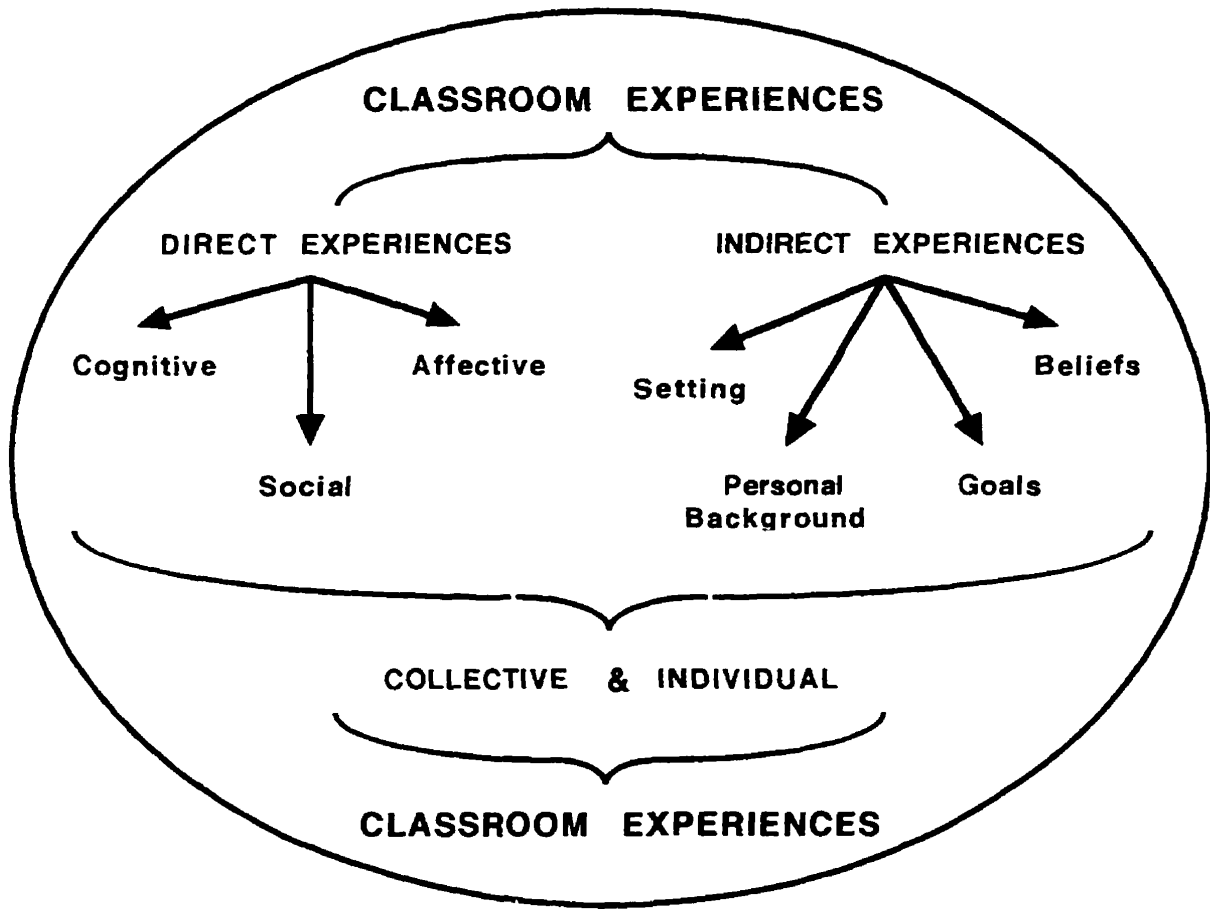 CLASSROOM EXPERIENCES
DIRECT EXPERIENCES
INDIRECT EXPERIENCES
Cognitive
Affective
Social
Setting
Beliefs
Personal
Background
Goals
COLLECTIVE & INDIVIDUAL
CLASSROOM EXPERIENCES